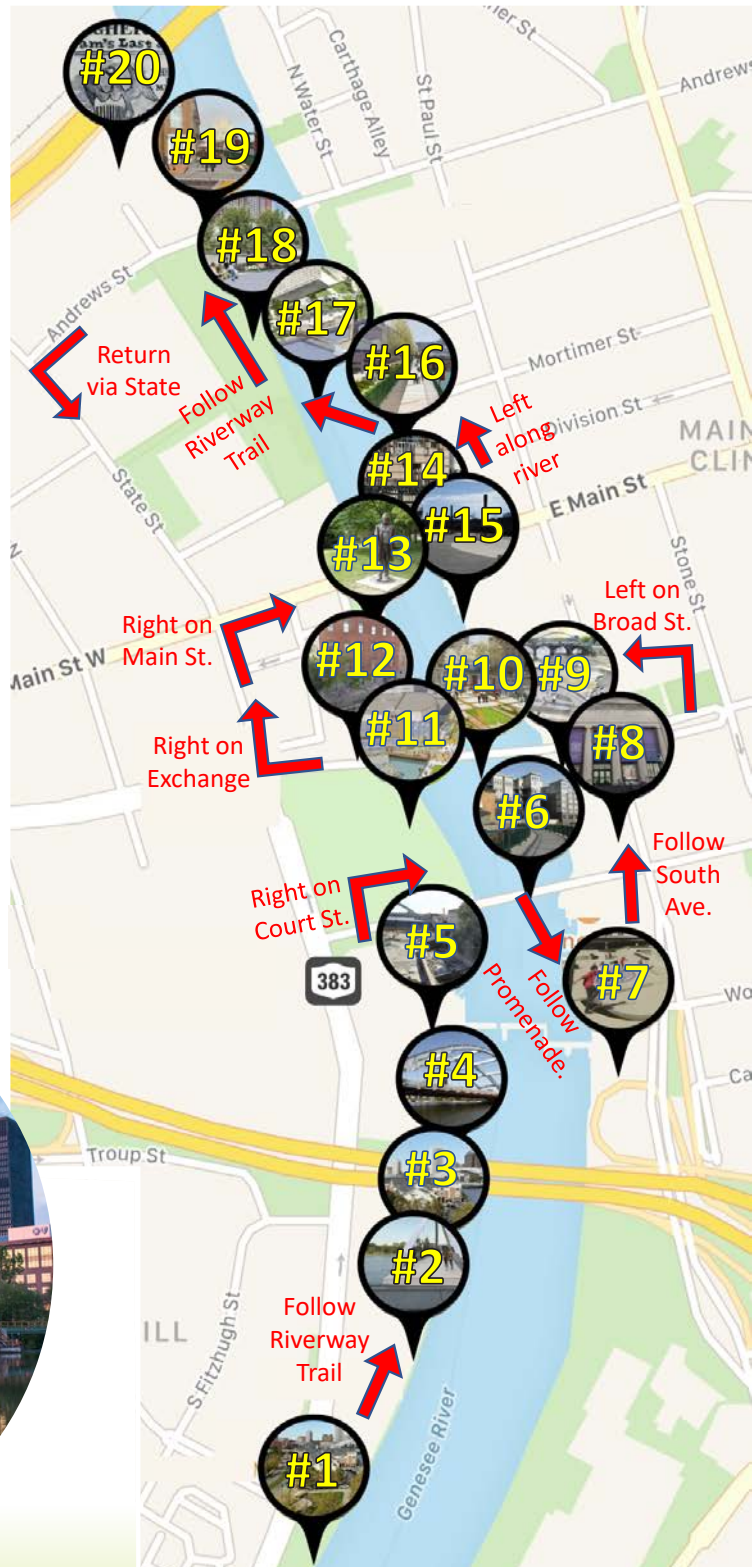 #20
#19
#18
#17
#16
#14
#15
#13
#12
#11
#10
#9
#8
#6
#7
#5
#4
#3
#2
#1
Return
via State
Follow
Riverway
Trail
Left
along
river
Right on
Main St.
Right on
Exchange
Left on
Broad St.
Follow
South
Ave.
Right on
Court St.
Follow
Promenade.
Follow
Riverway
Trail
N Water St
Carthage Alley
St Paul St
Andrews
Andrews St
State St
Mortimer St
Division St
MAIN
CLIN
E Main St
Stone St
Main St W
383
Wo
Ca
Troup St
S Fitzhugh St
ILL
Genesee River